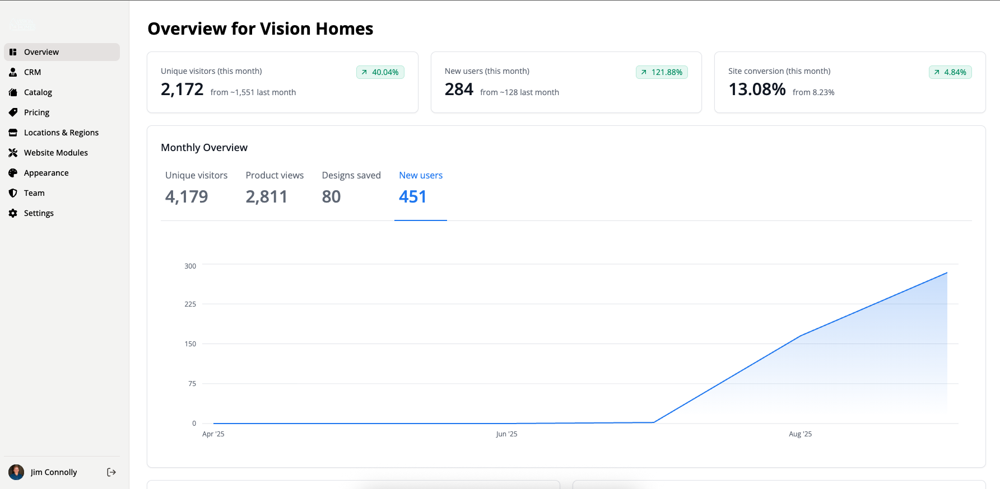 Overview
CRM
Catalog
Pricing
Locations & Regions
Website Modules
Appearance
Team
Settings
Jim Connolly
Overview for Vision Homes
Unique visitors (this month)
40.04%
2,172 from ~1,551 last month
New users (this month)
121.88%
284 from ~128 last month
Site conversion (this month)
4.84%
13.08% from 8.23%
Monthly Overview
Unique visitors
4,179
Product views
2,811
Designs saved
80
New users
451
300
225
150
75
0
Apr '25
Jun '25
Aug '25